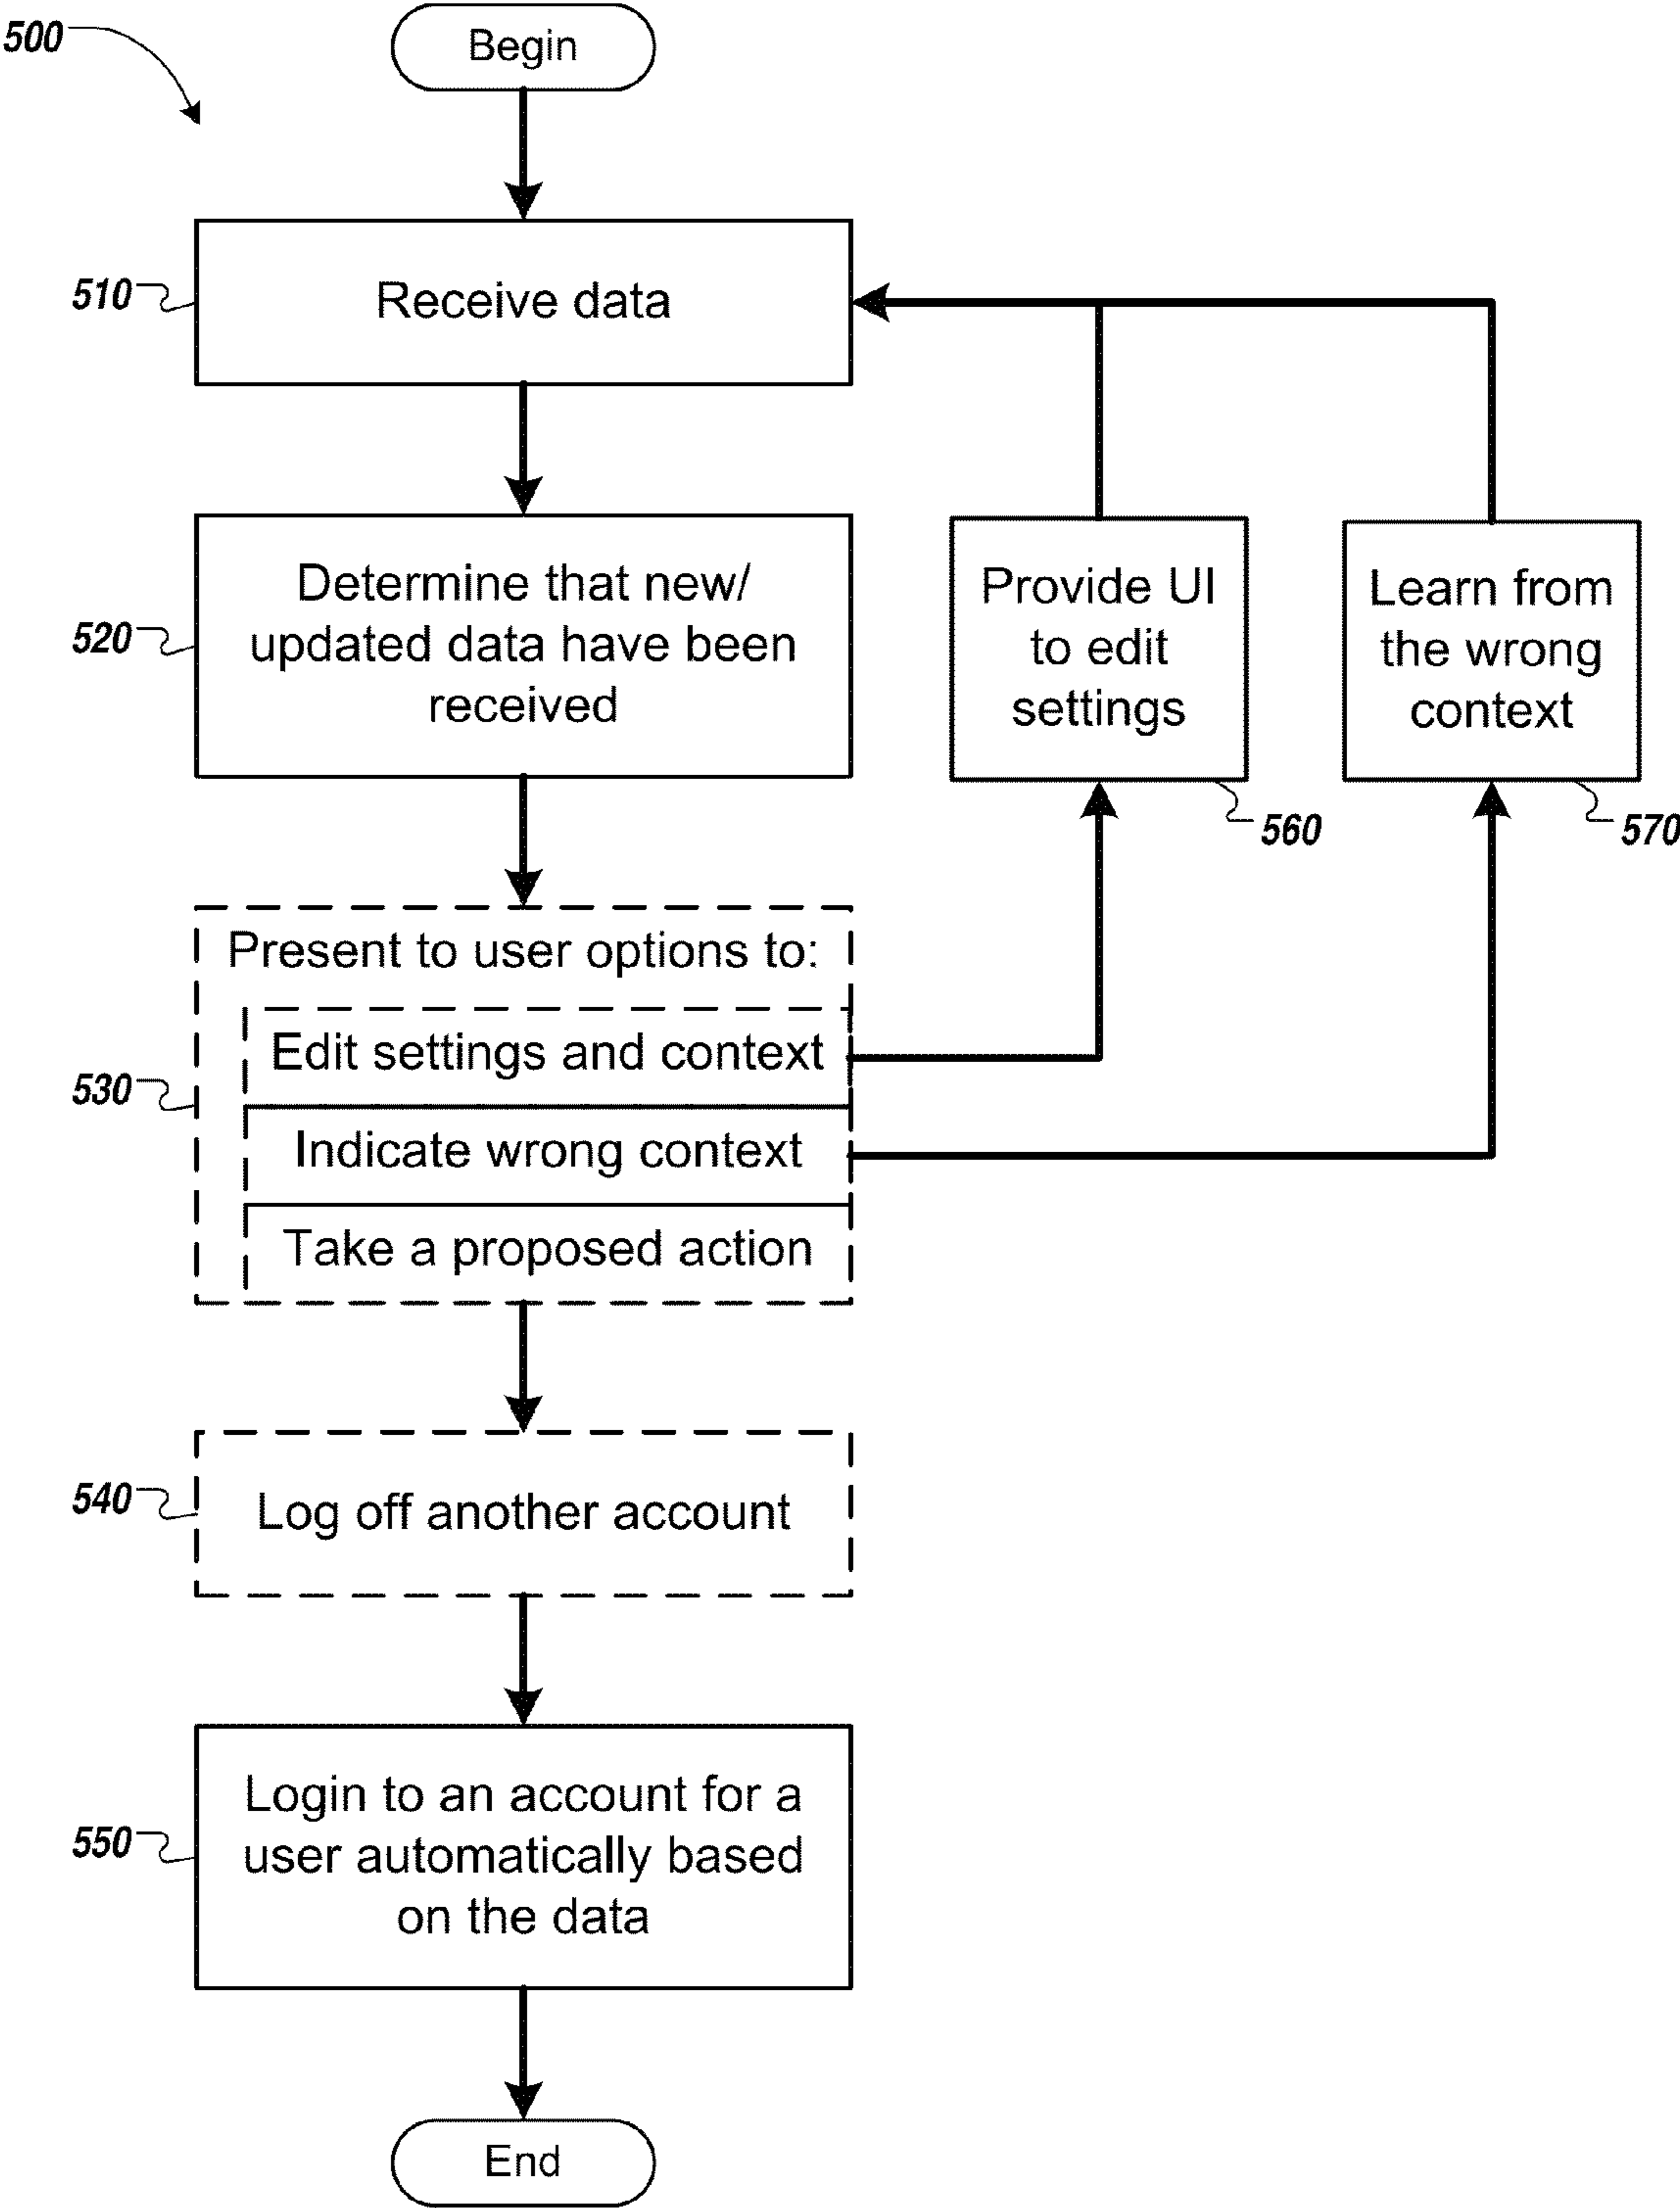 500
Begin
510
Receive data
520
Determine that new/
updated data have been
received
Provide UI
to edit
settings
560
Learn from
the wrong
context
570
530
Present to user options to:
Edit settings and context
Indicate wrong context
Take a proposed action
540
Log off another account
550
Login to an account for a
user automatically based
on the data
End